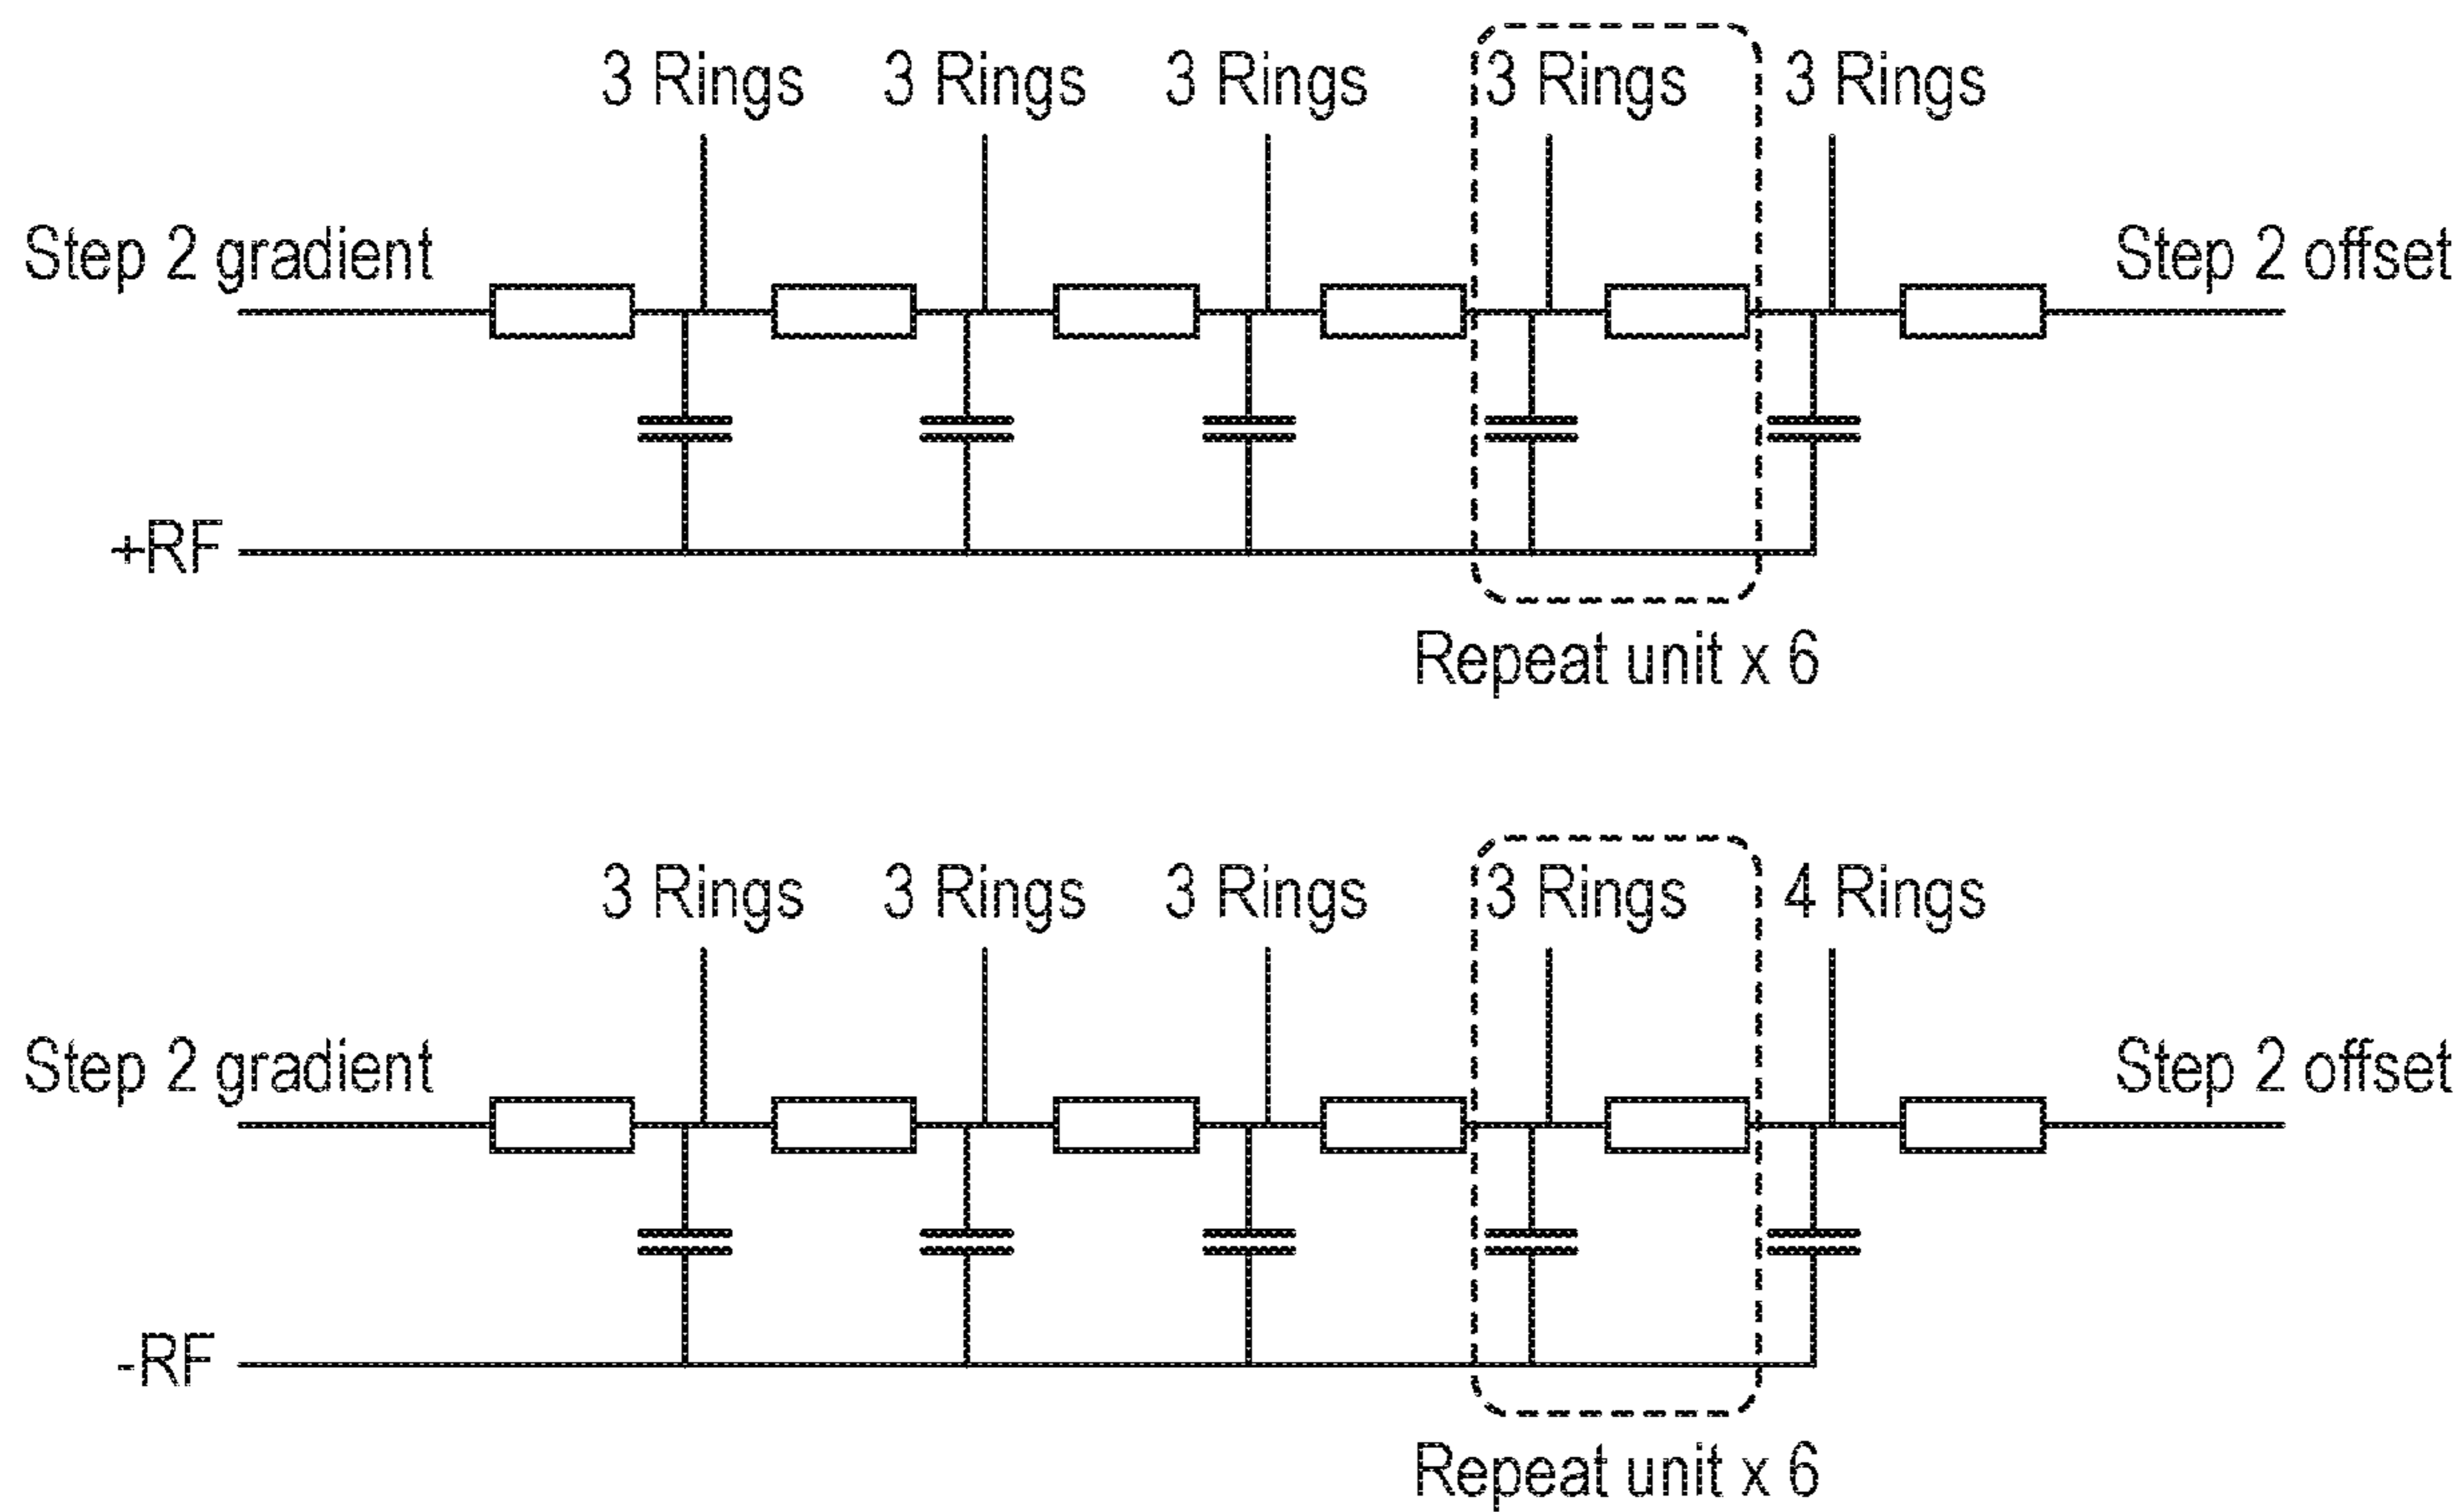 3 Rings 3 Rings 3 Rings 3 Rings 3 Rings
Step 2 gradient Step 2 offset
+RF
Repeat unit x 6
3 Rings 3 Rings 3 Rings 3 Rings 4 Rings
Step 2 gradient Step 2 offset
-RF
Repeat unit x 6